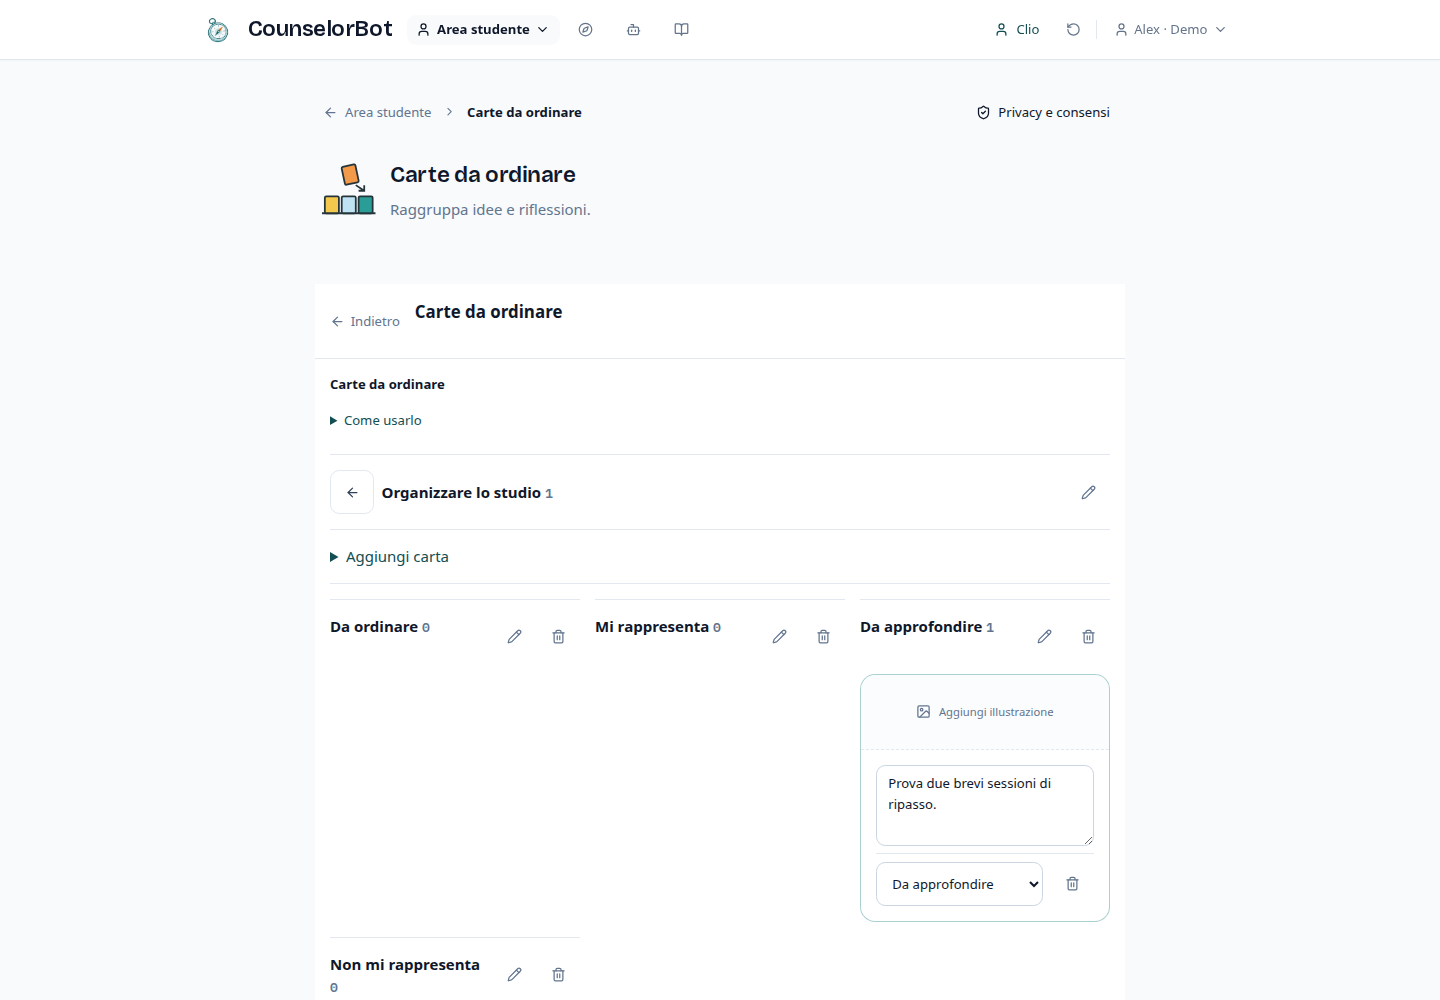 CounselorBot
Area studente
Clio
Alex · Demo
Area studente
Carte da ordinare
Privacy e consensi
Carte da ordinare
Raggruppa idee e riflessioni.
Indietro
Carte da ordinare
Carte da ordinare
Come usarlo
Organizzare lo studio 1
Aggiungi carta
Da ordinare 0
Mi rappresenta 0
Da approfondire 1
Aggiungi illustrazione
Prova due brevi sessioni di
ripasso.
Da approfondire
Non mi rappresenta
0